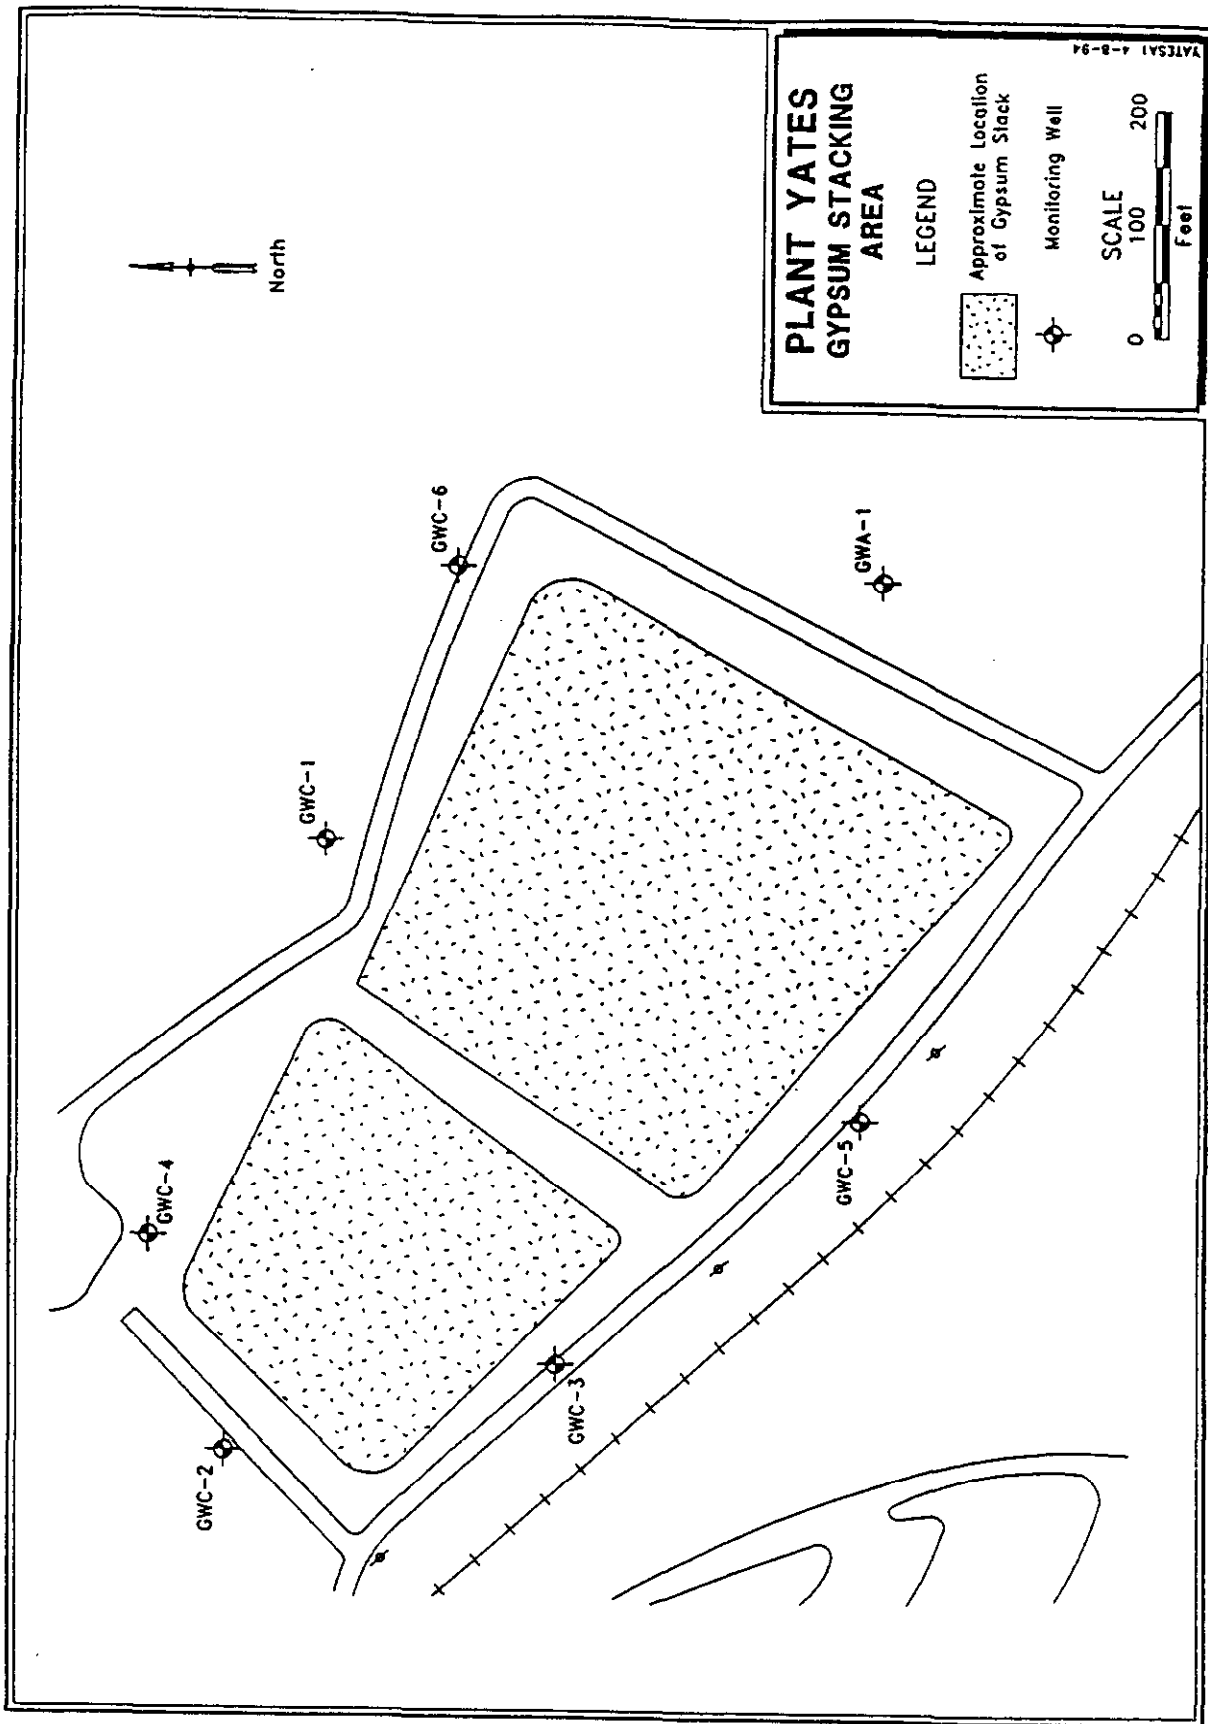 North
GWC-6
GWC-1
GWA-1
GWC-4
GWC-5
GWC-3
GWC-2
PLANT YATES
GYPSUM STACKING
AREA
LEGEND
Approximate Location
of Gypsum Stack
Monitoring Well
SCALE
0 100 200
Feet
YATESA1 4-8-94